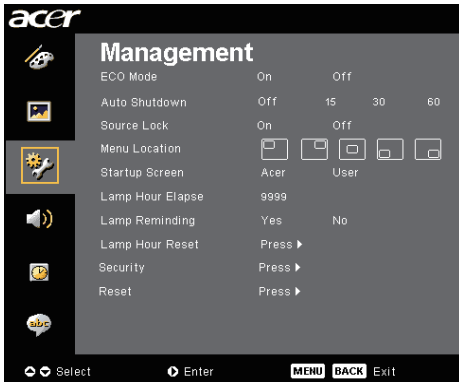 acer
Management
ECO Mode On Off
Auto Shutdown Off 15 30 60
Source Lock On Off
Menu Location
Startup Screen Acer User
Lamp Hour Elapse 9999
Lamp Reminding Yes No
Lamp Hour Reset Press
Security Press
Reset Press
abc
Select Enter MENU BACK Exit